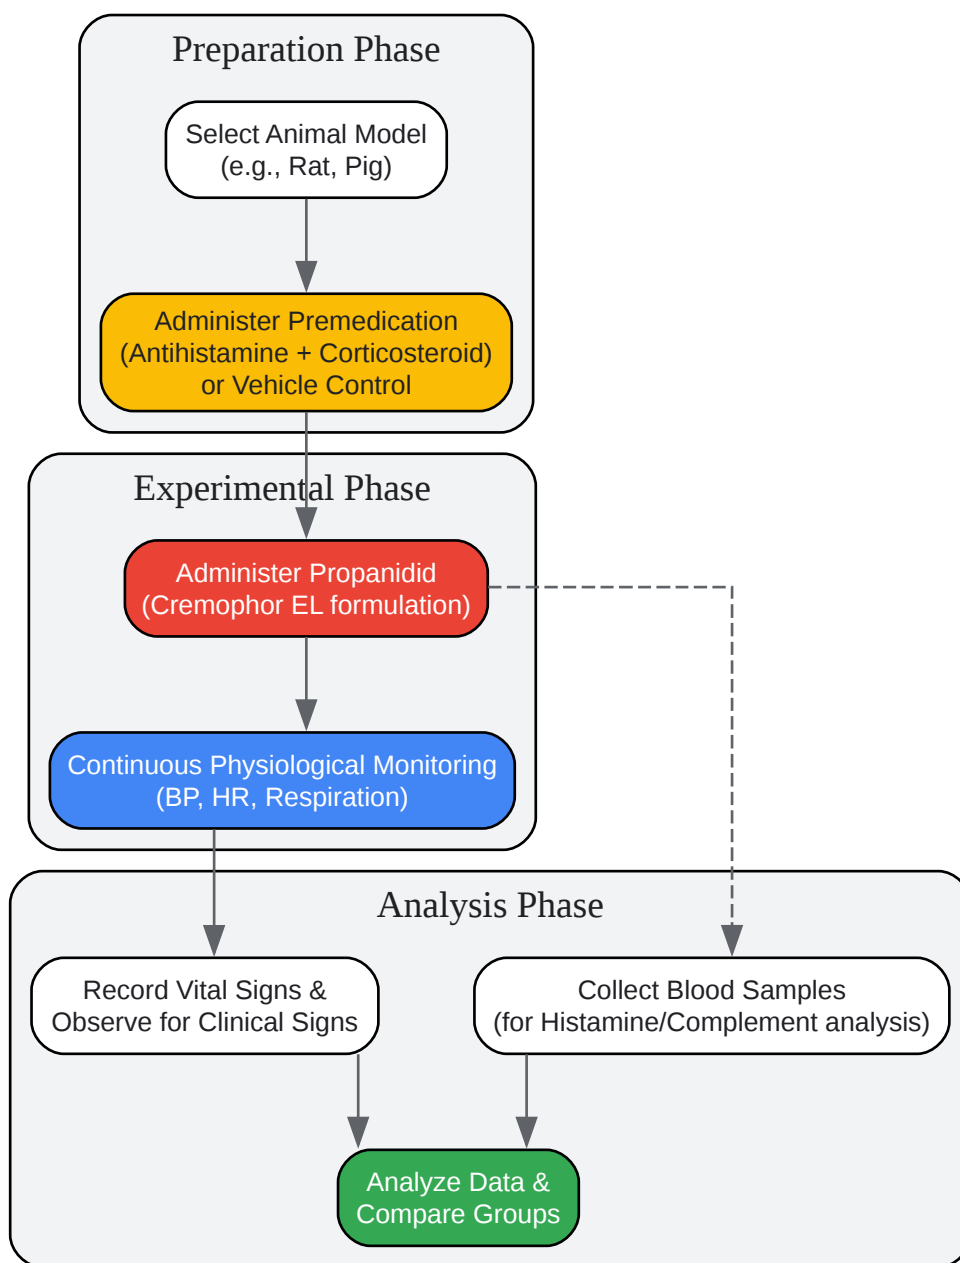 Preparation Phase
Select Animal Model
(e.g., Rat, Pig)
Administer Premedication
(Antihistamine + Corticosteroid)
or Vehicle Control
Experimental Phase
Administer Propanidid
(Cremophor EL formulation)
Continuous Physiological Monitoring
(BP, HR, Respiration)
Analysis Phase
Record Vital Signs &
Observe for Clinical Signs
Collect Blood Samples
(for Histamine/Complement analysis)
Analyze Data &
Compare Groups